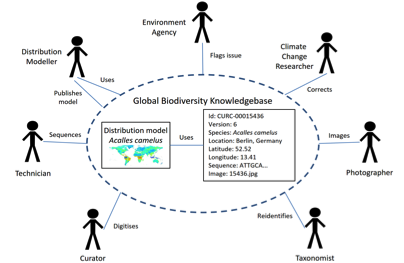 Environment
Agency
Distribution
Modeller
Climate
Change
Researcher
Flags issue
Uses
Publishes
model
Corrects
Global Biodiversity Knowledgebase
Distribution model
Acalles camelus
Uses
Id: CURC-00015436
Version: 6
Species: Acalles camelus
Location: Berlin, Germany
Latitude: 52.52
Longitude: 13.41
Sequence: ATTGCA...
Image: 15436.jpg
Sequences
Images
Technician
Photographer
Digitises
Reidentifies
Curator
Taxonomist